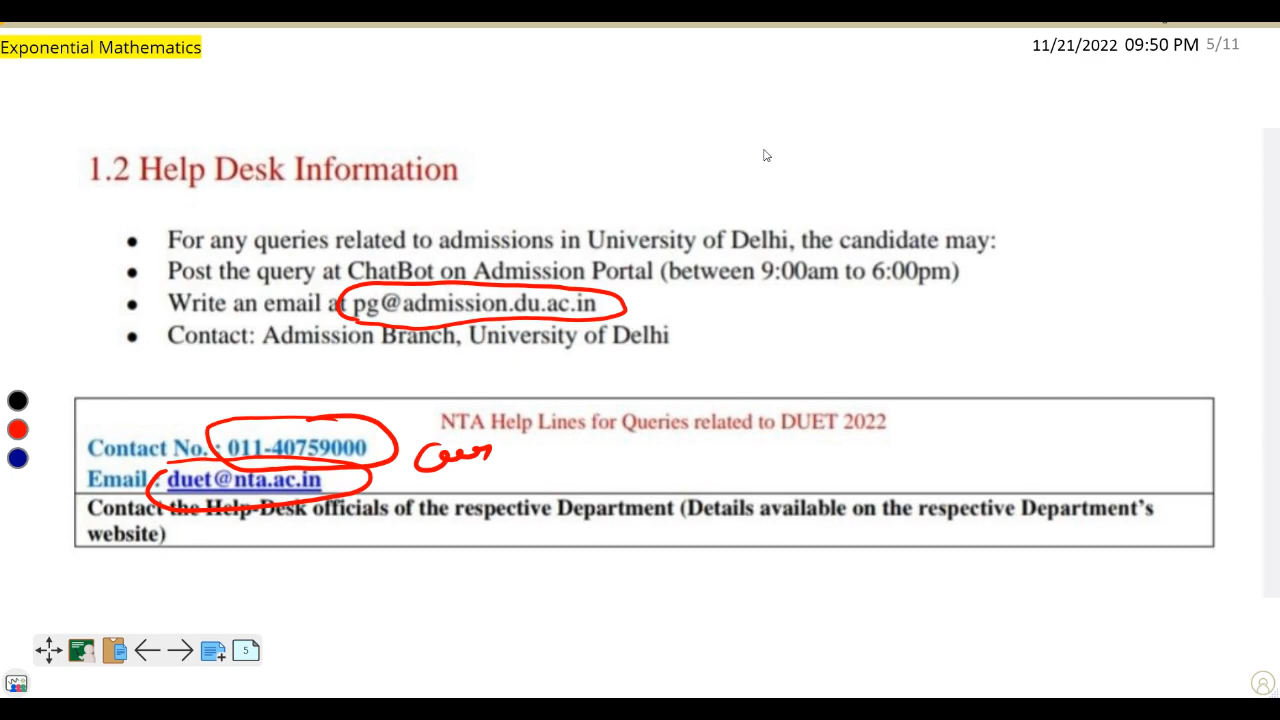 Exponential Mathematics
11/21/2022 09:50 PM 5/11
1.2 Help Desk Information
• For any queries related to admissions in University of Delhi, the candidate may:
• Post the query at ChatBot on Admission Portal (between 9:00am to 6:00pm)
• Write an email at pg@admission.du.ac.in
• Contact: Admission Branch, University of Delhi
NTA Help Lines for Queries related to DUET 2022
Contact No. : 011-40759000
Email : duet@nta.ac.in
Contact the Help Desk officials of the respective Department (Details available on the respective Department's
website)
5